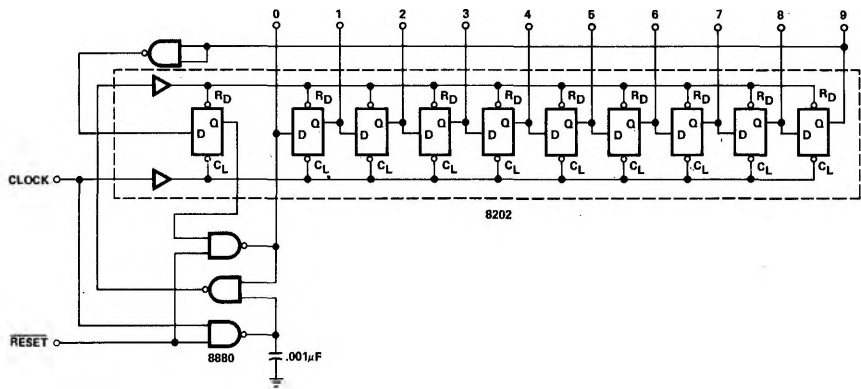 0 1 2 3 4 5 6 7 8 9
RD RD RD RD RD RD RD RD RD RD
D Q D Q D Q D Q D Q D Q D Q D Q D Q D Q
CL CL CL CL CL CL CL CL CL CL
CLOCK
8202
RESET
8880
.001μF